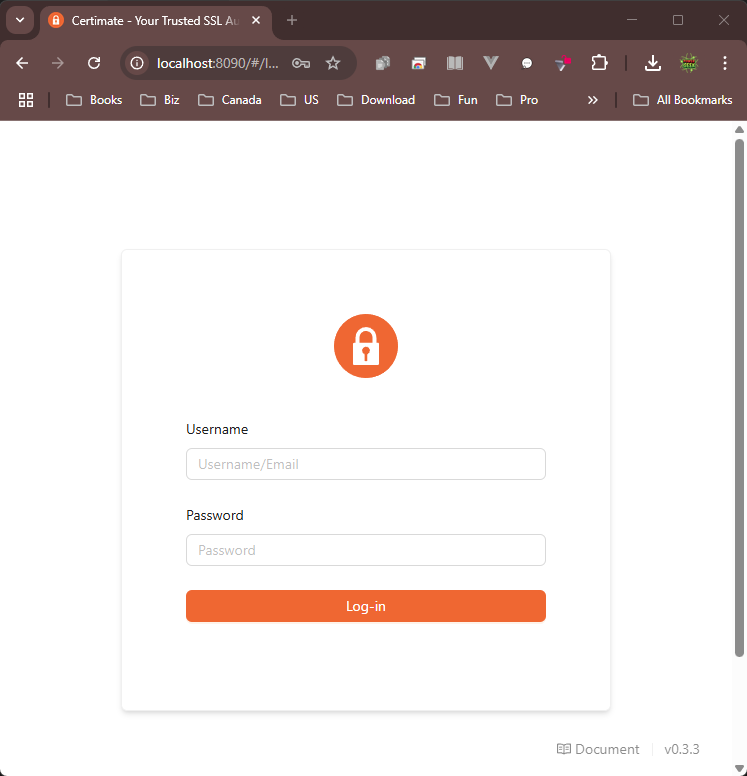 Certimate - Your Trusted SSL Au
localhost:8090/#/l...
Books Biz Canada US Download Fun Pro » All Bookmarks
Username
Username/Email
Password
Password
Log-in
Document v0.3.3